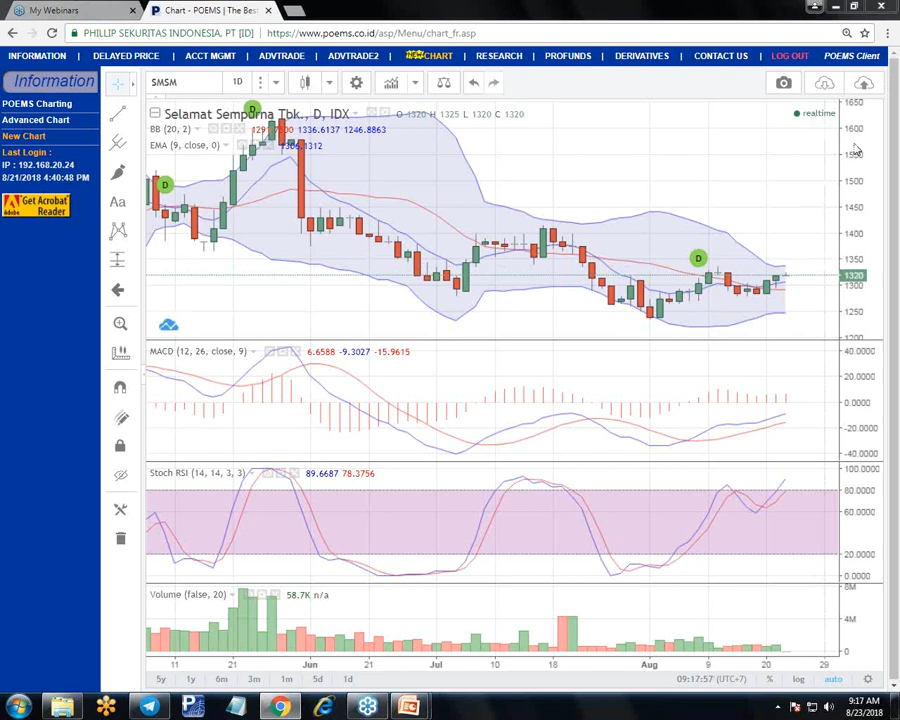 My Webinars
Chart - POEMS | The Bes
PHILLIP SEKURITAS INDONESIA, PT [ID]
https://www.poems.co.id/asp/Menu/chart_fr.asp
INFORMATION DELAYED PRICE ACCT MGMT ADVTRADE ADVTRADE2 NEW CHART RESEARCH PROFUNDS DERIVATIVES CONTACT US LOG OUT POEMS Client
Information
POEMS Charting
Advanced Chart
New Chart
Last Login :
IP : 192.168.20.24
8/21/2018 4:40:48 PM
Get Acrobat
Reader
SMSM 1D
Selamat Sempurna Tbk., D, IDX O 1320 H 1325 L 1320 C 1320
realtime
BB (20, 2) 1336.6137 1246.8863
EMA (9, close, 0)
D
D
D
Aa
1650
1600
1500
1450
1400
1350
1320
1300
1250
1200
MACD (12, 26, close, 9) 6.6588 -9.3027 -15.9615
40.0000
20.0000
0.0000
-20.0000
-40.0000
Stoch RSI (14, 14, 3, 3) 89.6687 78.3756
100.0000
80.0000
60.0000
40.0000
20.0000
0.0000
Volume (false, 20) 58.7K n/a
8M
4M
0
11 21 Jun 21 Jul 10 18 Aug 9 20 29
5y 1y 6m 3m 1m 5d 1d
09:17:57 (UTC+7) % log auto
9:17 AM
8/23/2018